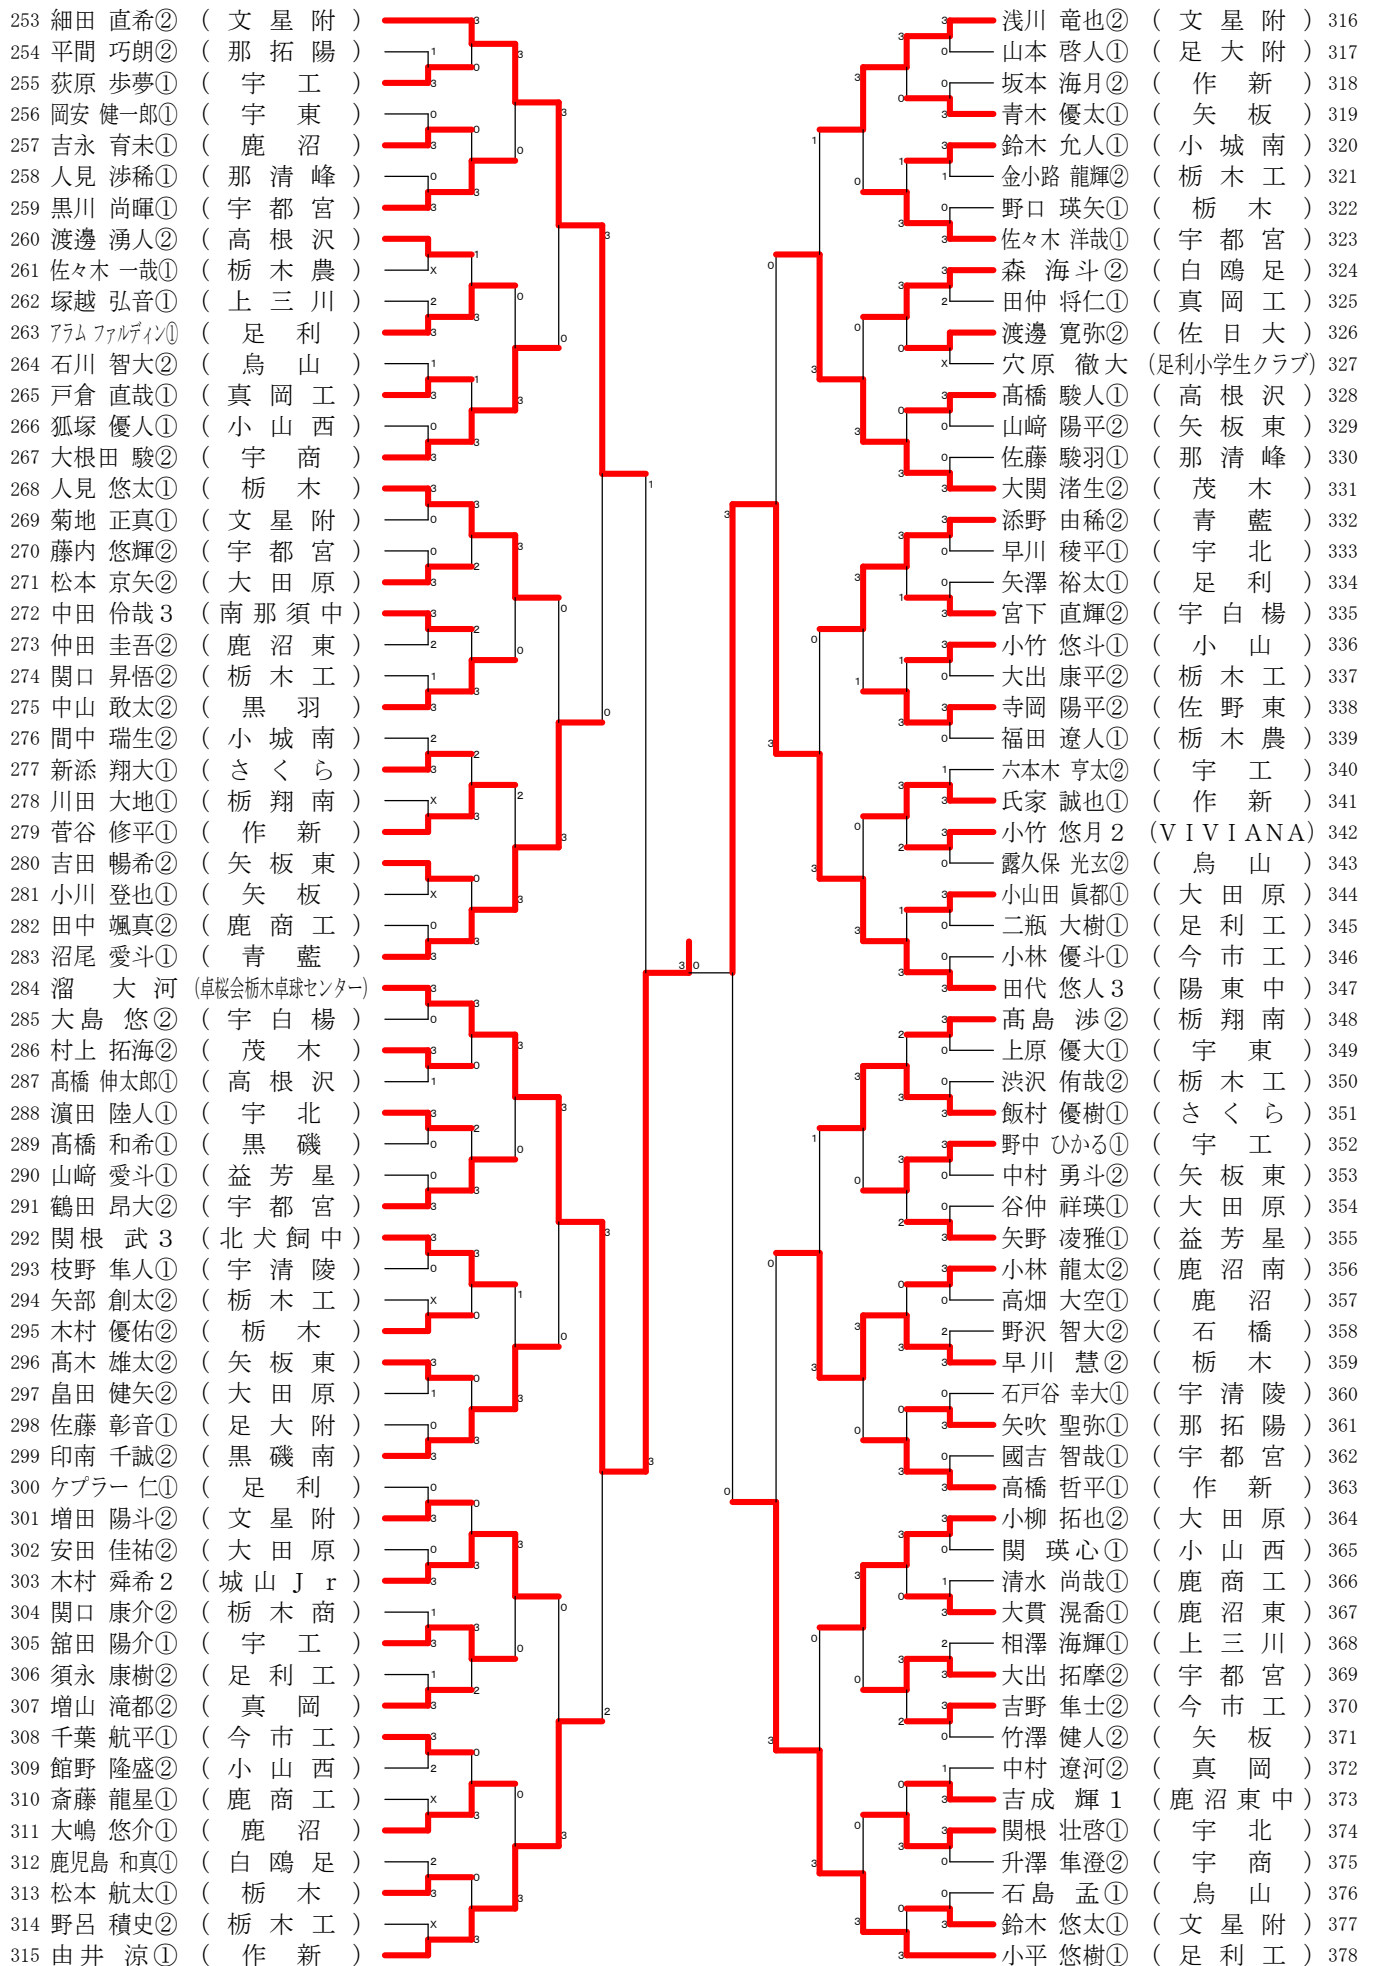 253 細田 直希② ( 文 星 附 )
254 平間 巧朗② ( 那 拓 陽 )
255 荻原 歩夢① ( 宇 工 )
256 岡安 健一郎① ( 宇 東 )
257 吉永 育未① ( 鹿 沼 )
258 人見 渉稀① ( 那 清 峰 )
259 黒川 尚暉① ( 宇 都 宮 )
260 渡邊 湧人② ( 高 根 沢 )
261 佐々木 一哉① ( 栃 木 農 )
262 塚越 弘音① ( 上 三 川 )
263 アラム ファルディン① ( 足 利 )
264 石川 智大② ( 烏 山 )
265 戸倉 直哉① ( 真 岡 工 )
266 狐塚 優人① ( 小 山 西 )
267 大根田 駿② ( 宇 商 )
268 人見 悠太① ( 栃 木 )
269 菊地 正真① ( 文 星 附 )
270 藤内 悠輝② ( 宇 都 宮 )
271 松本 京矢② ( 大 田 原 )
272 中田 伶哉３ ( 南 那 須 中 )
273 仲田 圭吾② ( 鹿 沼 東 )
274 関口 昇悟② ( 栃 木 工 )
275 中山 敢太② ( 黒 羽 )
276 間中 瑞生② ( 小 城 南 )
277 新添 翔大① ( さ く ら )
278 川田 大地① ( 栃 翔 南 )
279 菅谷 修平① ( 作 新 )
280 吉田 暢希② ( 矢 板 東 )
281 小川 登也① ( 矢 板 )
282 田中 颯真② ( 鹿 商 工 )
283 沼尾 愛斗① ( 青 藍 )
284 溜 大 河 (卓桜会栃木卓球センター)
285 大島 悠② ( 宇 白 楊 )
286 村上 拓海② ( 茂 木 )
287 髙橋 伸太郎① ( 高 根 沢 )
288 濵田 陸人① ( 宇 北 )
289 髙橋 和希① ( 黒 磯 )
290 山﨑 愛斗① ( 益 芳 星 )
291 鶴田 昂大② ( 宇 都 宮 )
292 関根 武３ ( 北 犬 飼 中 )
293 枝野 隼人① ( 宇 清 陵 )
294 矢部 創太② ( 栃 木 工 )
295 木村 優佑② ( 栃 木 )
296 髙木 雄太② ( 矢 板 東 )
297 畠田 健矢② ( 大 田 原 )
298 佐藤 彰音① ( 足 大 附 )
299 印南 千誠② ( 黒 磯 南 )
300 ケプラー 仁① ( 足 利 )
301 増田 陽斗② ( 文 星 附 )
302 安田 佳祐② ( 大 田 原 )
303 木村 舜希２ ( 城 山 Ｊ ｒ )
304 関口 康介② ( 栃 木 商 )
305 舘田 陽介① ( 宇 工 )
306 須永 康樹② ( 足 利 工 )
307 増山 滝都② ( 真 岡 )
308 千葉 航平① ( 今 市 工 )
309 館野 隆盛② ( 小 山 西 )
310 斎藤 龍星① ( 鹿 商 工 )
311 大嶋 悠介① ( 鹿 沼 )
312 鹿児島 和真① ( 白 鴎 足 )
313 松本 航太① ( 栃 木 )
314 野呂 積史② ( 栃 木 工 )
315 由井 涼① ( 作 新 )
浅川 竜也② ( 文 星 附 ) 316
山本 啓人① ( 足 大 附 ) 317
坂本 海月② ( 作 新 ) 318
青木 優太① ( 矢 板 ) 319
鈴木 允人① ( 小 城 南 ) 320
金小路 龍輝② ( 栃 木 工 ) 321
野口 瑛矢① ( 栃 木 ) 322
佐々木 洋哉① ( 宇 都 宮 ) 323
森 海斗② ( 白 鴎 足 ) 324
田仲 将仁① ( 真 岡 工 ) 325
渡邊 寛弥② ( 佐 日 大 ) 326
穴原 徹大 (足利小学生クラブ) 327
髙橋 駿人① ( 高 根 沢 ) 328
山﨑 陽平② ( 矢 板 東 ) 329
佐藤 駿羽① ( 那 清 峰 ) 330
大関 渚生② ( 茂 木 ) 331
添野 由稀② ( 青 藍 ) 332
早川 稜平① ( 宇 北 ) 333
矢澤 裕太① ( 足 利 ) 334
宮下 直輝② ( 宇 白 楊 ) 335
小竹 悠斗① ( 小 山 ) 336
大出 康平② ( 栃 木 工 ) 337
寺岡 陽平② ( 佐 野 東 ) 338
福田 遼人① ( 栃 木 農 ) 339
六本木 亨太② ( 宇 工 ) 340
氏家 誠也① ( 作 新 ) 341
小竹 悠月２ (ＶＩＶＩＡＮＡ) 342
露久保 光玄② ( 烏 山 ) 343
小山田 眞都① ( 大 田 原 ) 344
二瓶 大樹① ( 足 利 工 ) 345
小林 優斗① ( 今 市 工 ) 346
田代 悠人３ ( 陽 東 中 ) 347
髙島 渉② ( 栃 翔 南 ) 348
上原 優大① ( 宇 東 ) 349
渋沢 侑哉② ( 栃 木 工 ) 350
飯村 優樹① ( さ く ら ) 351
野中 ひかる① ( 宇 工 ) 352
中村 勇斗② ( 矢 板 東 ) 353
谷仲 祥瑛① ( 大 田 原 ) 354
矢野 凌雅① ( 益 芳 星 ) 355
小林 龍太② ( 鹿 沼 南 ) 356
高畑 大空① ( 鹿 沼 ) 357
野沢 智大② ( 石 橋 ) 358
早川 慧② ( 栃 木 ) 359
石戸谷 幸大① ( 宇 清 陵 ) 360
矢吹 聖弥① ( 那 拓 陽 ) 361
國吉 智哉① ( 宇 都 宮 ) 362
高橋 哲平① ( 作 新 ) 363
小柳 拓也② ( 大 田 原 ) 364
関 瑛心① ( 小 山 西 ) 365
清水 尚哉① ( 鹿 商 工 ) 366
大貫 滉喬① ( 鹿 沼 東 ) 367
相澤 海輝① ( 上 三 川 ) 368
大出 拓摩② ( 宇 都 宮 ) 369
吉野 隼士② ( 今 市 工 ) 370
竹澤 健人② ( 矢 板 ) 371
中村 遼河② ( 真 岡 ) 372
吉成 輝１ ( 鹿 沼 東 中 ) 373
関根 壮啓① ( 宇 北 ) 374
升澤 隼澄② ( 宇 商 ) 375
石島 孟① ( 烏 山 ) 376
鈴木 悠太① ( 文 星 附 ) 377
小平 悠樹① ( 足 利 工 ) 378